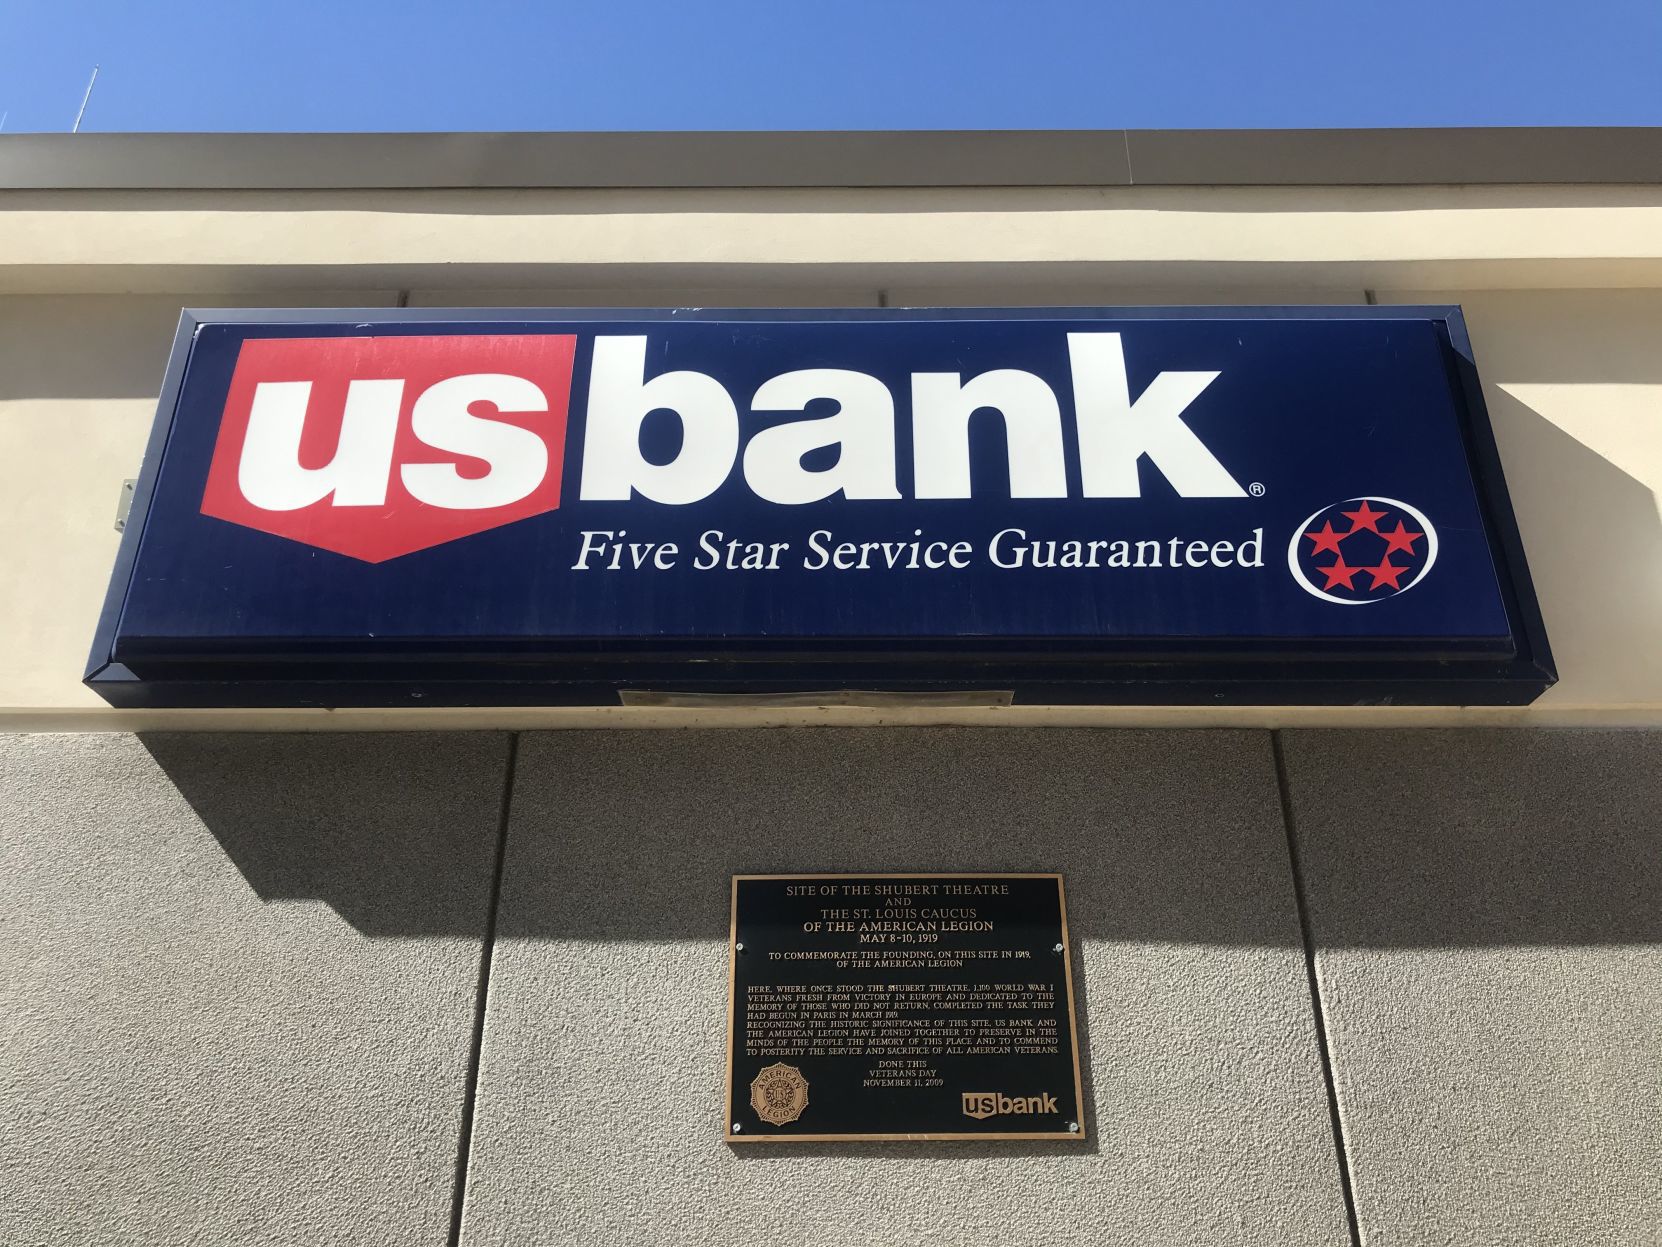 usbank®
Five Star Service Guaranteed
SITE OF THE SHUBERT THEATRE
AND
THE ST. LOUIS CAUCUS
OF THE AMERICAN LEGION
MAY 8-10, 1919
TO COMMEMORATE THE FOUNDING, ON THIS SITE IN 1919,
OF THE AMERICAN LEGION
HERE, WHERE ONCE STOOD THE SHUBERT THEATRE, 1,100 WORLD WAR I
VETERANS FRESH FROM VICTORY IN EUROPE AND DEDICATED TO THE
MEMORY OF THOSE WHO DID NOT RETURN, COMPLETED THE TASK THEY
HAD BEGUN IN PARIS IN MARCH 1919.
RECOGNIZING THE HISTORIC SIGNIFICANCE OF THIS SITE, US BANK AND
THE AMERICAN LEGION HAVE JOINED TOGETHER TO PRESERVE IN THE
MINDS OF THE PEOPLE THE MEMORY OF THIS PLACE AND TO COMMEND
TO POSTERITY THE SERVICE AND SACRIFICE OF ALL AMERICAN VETERANS.
DONE THIS
VETERANS DAY
NOVEMBER 11, 2009
AMERICAN
US
LEGION
usbank